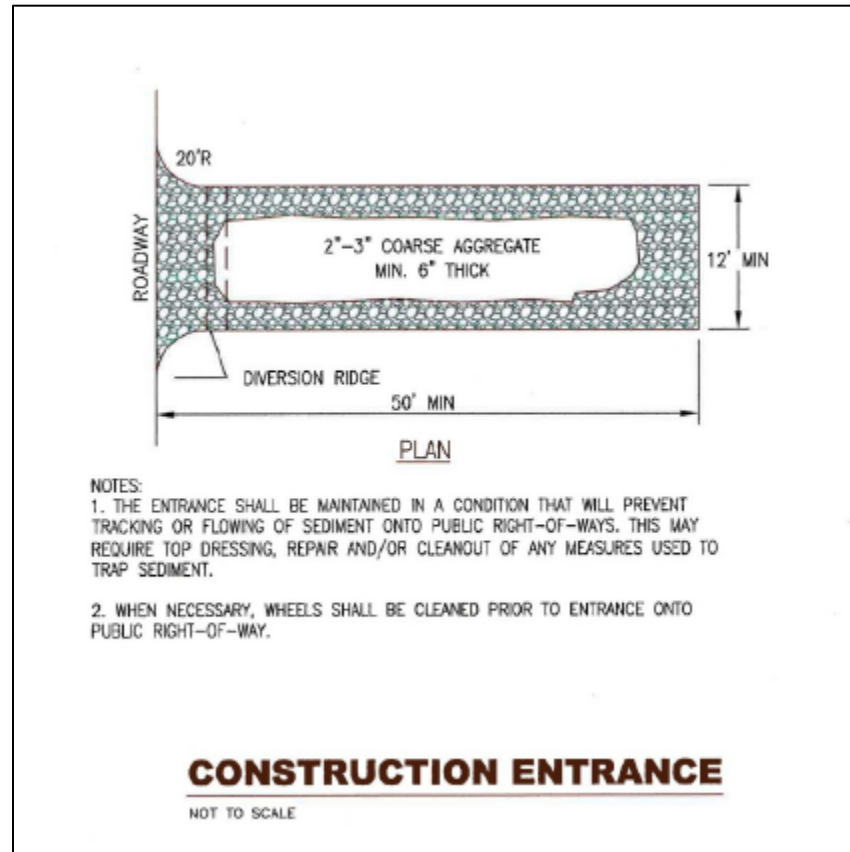 20'R
ROADWAY
2"-3" COARSE AGGREGATE
MIN. 6" THICK
12' MIN
DIVERSION RIDGE
50' MIN
PLAN
NOTES:
1. THE ENTRANCE SHALL BE MAINTAINED IN A CONDITION THAT WILL PREVENT
TRACKING OR FLOWING OF SEDIMENT ONTO PUBLIC RIGHT-OF-WAYS. THIS MAY
REQUIRE TOP DRESSING, REPAIR AND/OR CLEANOUT OF ANY MEASURES USED TO
TRAP SEDIMENT.
2. WHEN NECESSARY, WHEELS SHALL BE CLEANED PRIOR TO ENTRANCE ONTO
PUBLIC RIGHT-OF-WAY.
CONSTRUCTION ENTRANCE
NOT TO SCALE